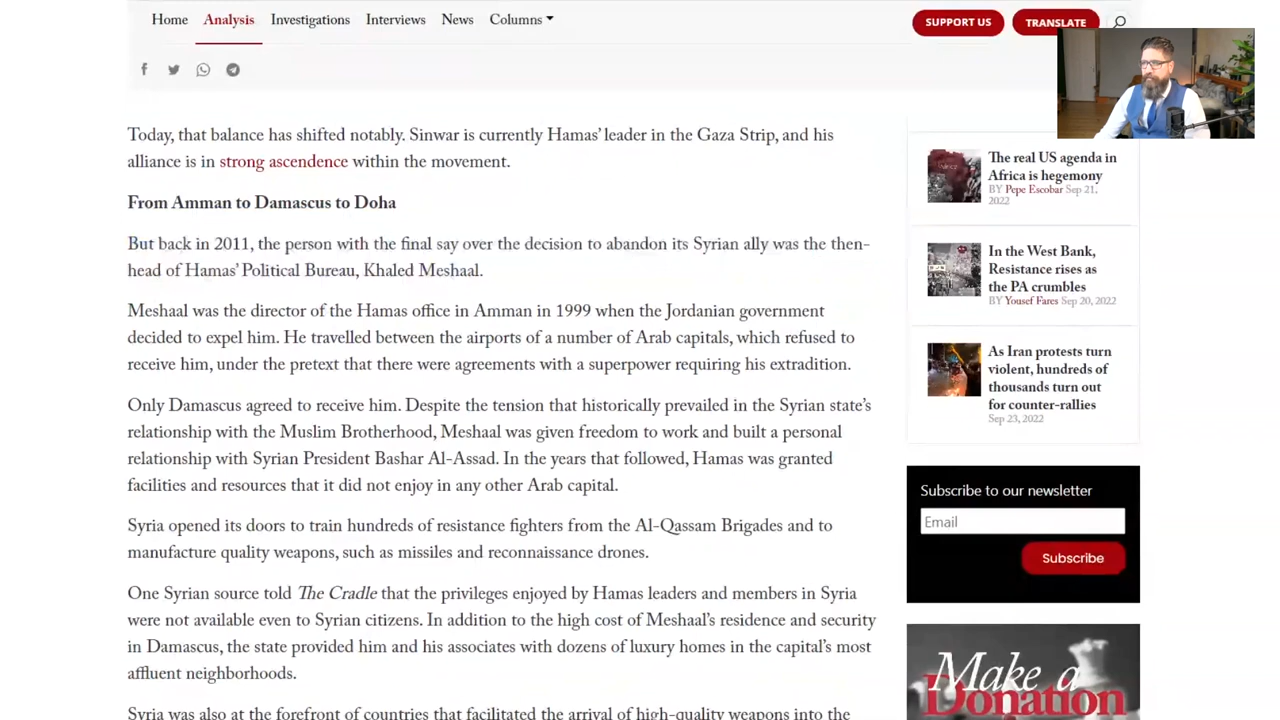 Home Analysis Investigations Interviews News Columns
SUPPORT US
TRANSLATE
Today, that balance has shifted notably. Sinwar is currently Hamas' leader in the Gaza Strip, and his
alliance is in strong ascendence within the movement.
From Amman to Damascus to Doha
But back in 2011, the person with the final say over the decision to abandon its Syrian ally was the then-
head of Hamas' Political Bureau, Khaled Meshaal.
Meshaal was the director of the Hamas office in Amman in 1999 when the Jordanian government
decided to expel him. He travelled between the airports of a number of Arab capitals, which refused to
receive him, under the pretext that there were agreements with a superpower requiring his extradition.
Only Damascus agreed to receive him. Despite the tension that historically prevailed in the Syrian state's
relationship with the Muslim Brotherhood, Meshaal was given freedom to work and built a personal
relationship with Syrian President Bashar Al-Assad. In the years that followed, Hamas was granted
facilities and resources that it did not enjoy in any other Arab capital.
Syria opened its doors to train hundreds of resistance fighters from the Al-Qassam Brigades and to
manufacture quality weapons, such as missiles and reconnaissance drones.
One Syrian source told The Cradle that the privileges enjoyed by Hamas leaders and members in Syria
were not available even to Syrian citizens. In addition to the high cost of Meshaal's residence and security
in Damascus, the state provided him and his associates with dozens of luxury homes in the capital's most
affluent neighborhoods.
Syria was also at the forefront of countries that facilitated the arrival of high-quality weapons into the
The real US agenda in
Africa is hegemony
BY Pepe Escobar Sep 21,
2022
In the West Bank,
Resistance rises as
the PA crumbles
BY Yousef Fares Sep 20, 2022
As Iran protests turn
violent, hundreds of
thousands turn out
for counter-rallies
Sep 23, 2022
Subscribe to our newsletter
Email
Subscribe
Make a
Donation